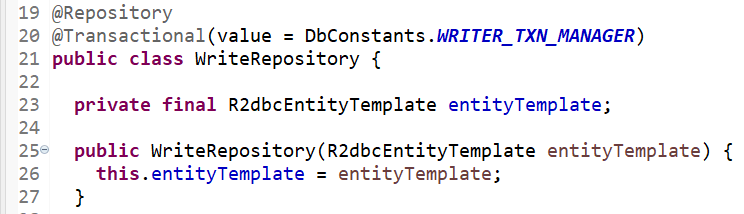 19 @Repository
20 @Transactional(value = DbConstants.WRITER_TXN_MANAGER)
21 public class WriteRepository {
22
23 private final R2dbcEntityTemplate entityTemplate;
24
25 public WriteRepository(R2dbcEntityTemplate entityTemplate) {
26 this.entityTemplate = entityTemplate;
27 }